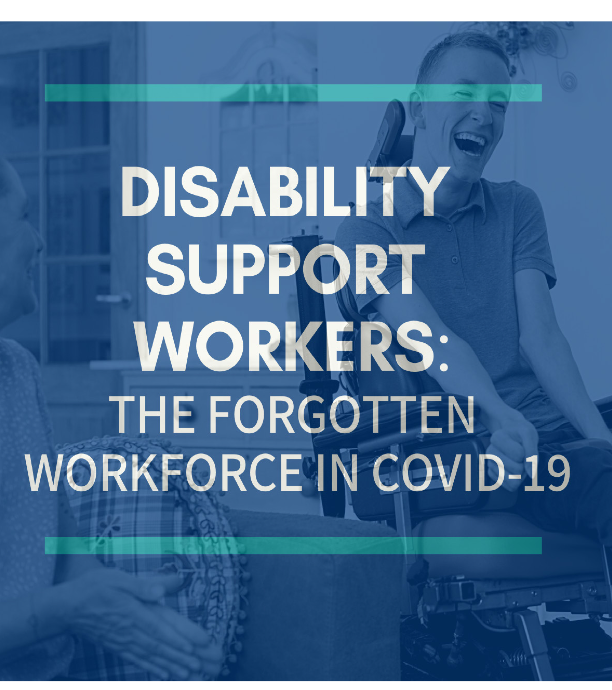 DISABILITY
SUPPORT
WORKERS:
THE FORGOTTEN
WORKFORCE IN COVID-19